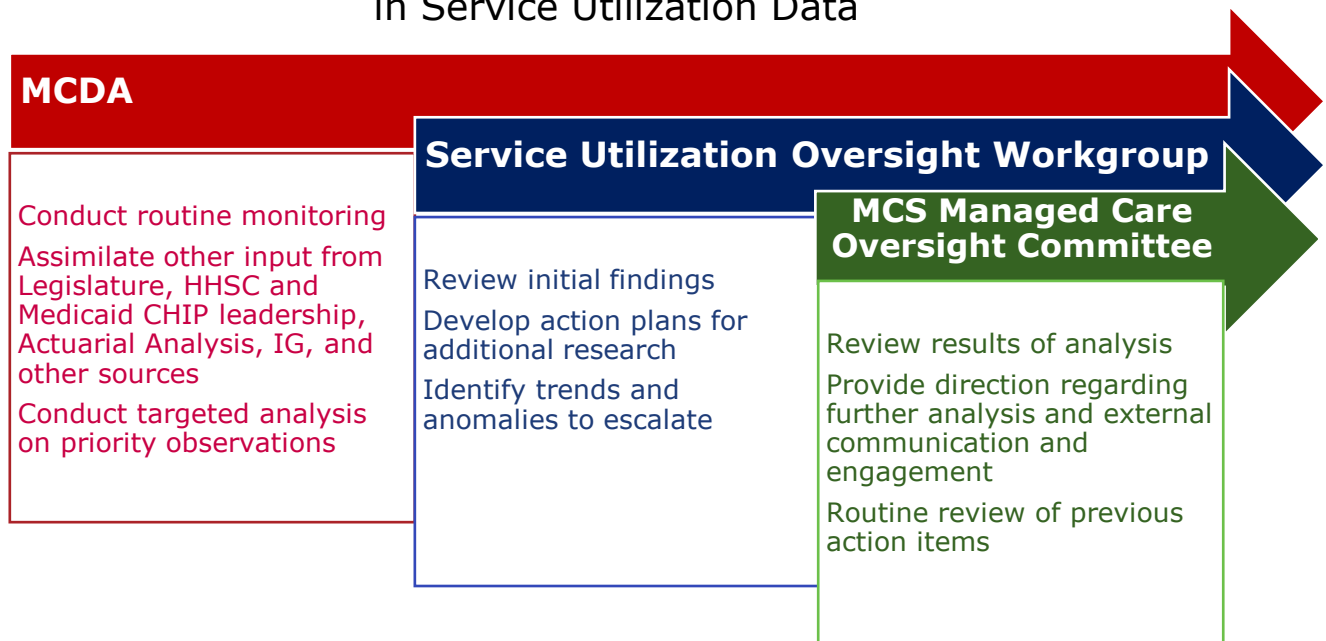 in Service Utilization Data
MCDA
Service Utilization Oversight Workgroup
MCS Managed Care
Oversight Committee
Conduct routine monitoring
Assimilate other input from
Legislature, HHSC and
Medicaid CHIP leadership,
Actuarial Analysis, IG, and
other sources
Conduct targeted analysis
on priority observations
Review initial findings
Develop action plans for
additional research
Identify trends and
anomalies to escalate
Review results of analysis
Provide direction regarding
further analysis and external
communication and
engagement
Routine review of previous
action items